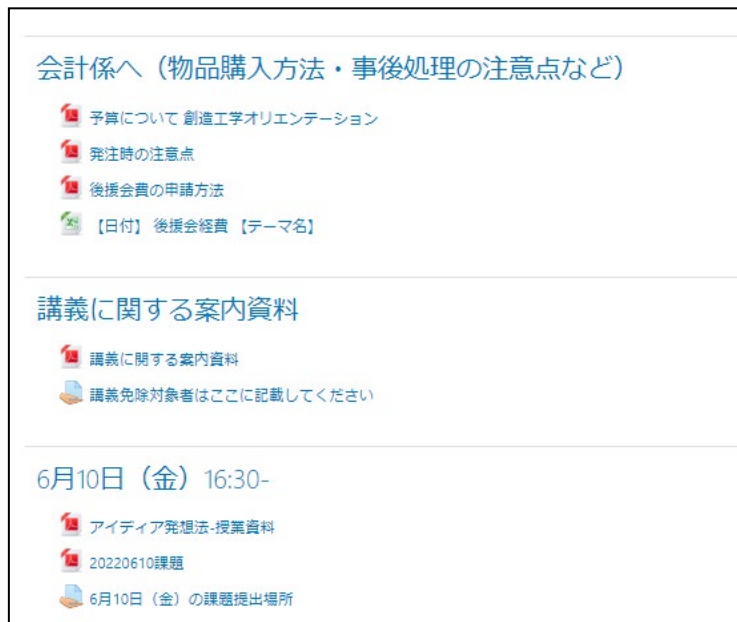 会計係へ（物品購入方法・事後処理の注意点など）
予算について 創造工学オリエンテーション
発注時の注意点
後援会費の申請方法
【日付】 後援会経費 【テーマ名】
講義に関する案内資料
講義に関する案内資料
講義免除対象者はここに記載してください
6月10日（金）16:30-
アイディア発想法-授業資料
20220610課題
6月10日（金）の課題提出場所